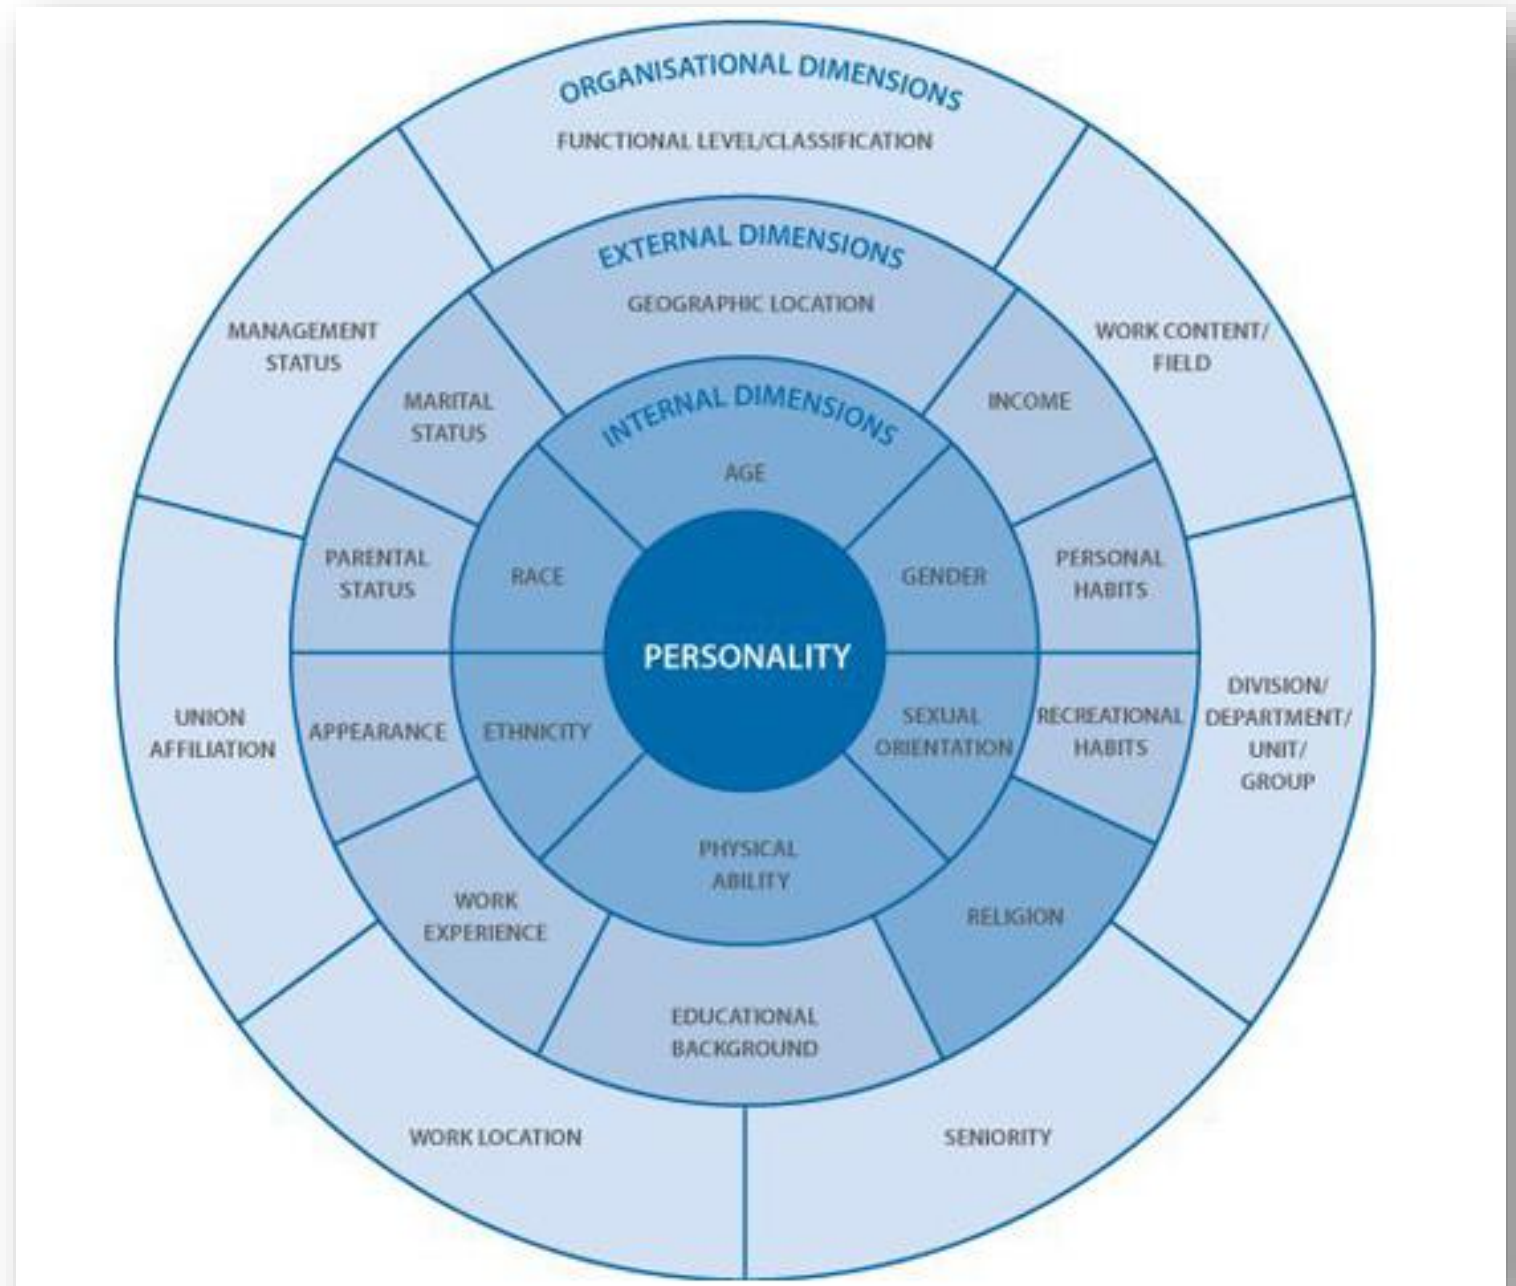 ORGANISATIONAL DIMENSIONS
FUNCTIONAL LEVEL/CLASSIFICATION
EXTERNAL DIMENSIONS
GEOGRAPHIC LOCATION
INTERNAL DIMENSIONS
AGE
MANAGEMENT
STATUS
WORK CONTENT/
FIELD
MARITAL
STATUS
INCOME
PARENTAL
STATUS
RACE
GENDER
PERSONAL
HABITS
PERSONALITY
UNION
AFFILIATION
APPEARANCE
ETHNICITY
SEXUAL
ORIENTATION
RECREATIONAL
HABITS
DIVISION/
DEPARTMENT/
UNIT/
GROUP
PHYSICAL
ABILITY
WORK
EXPERIENCE
RELIGION
EDUCATIONAL
BACKGROUND
WORK LOCATION
SENIORITY